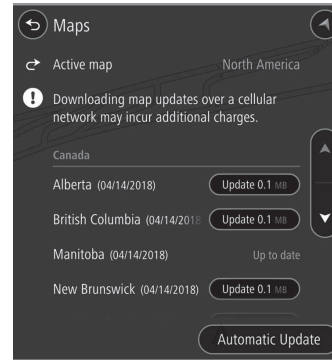 Maps
Active map North America
! Downloading map updates over a cellular
network may incur additional charges.
Canada
Alberta (04/14/2018) Update 0.1 MB
British Columbia (04/14/2018 Update 0.1 MB
Manitoba (04/14/2018) Up to date
New Brunswick (04/14/2018) Update 0.1 MB
Automatic Update